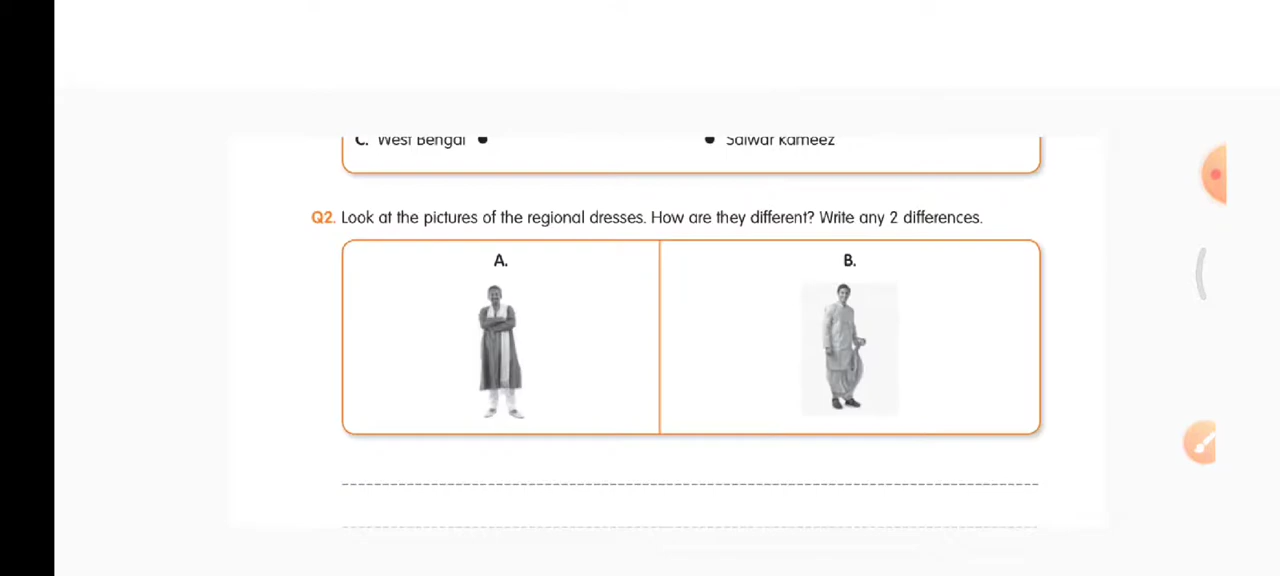 C. West Bengal • • Salwar Kameez
Q2. Look at the pictures of the regional dresses. How are they different? Write any 2 differences.
A. B.